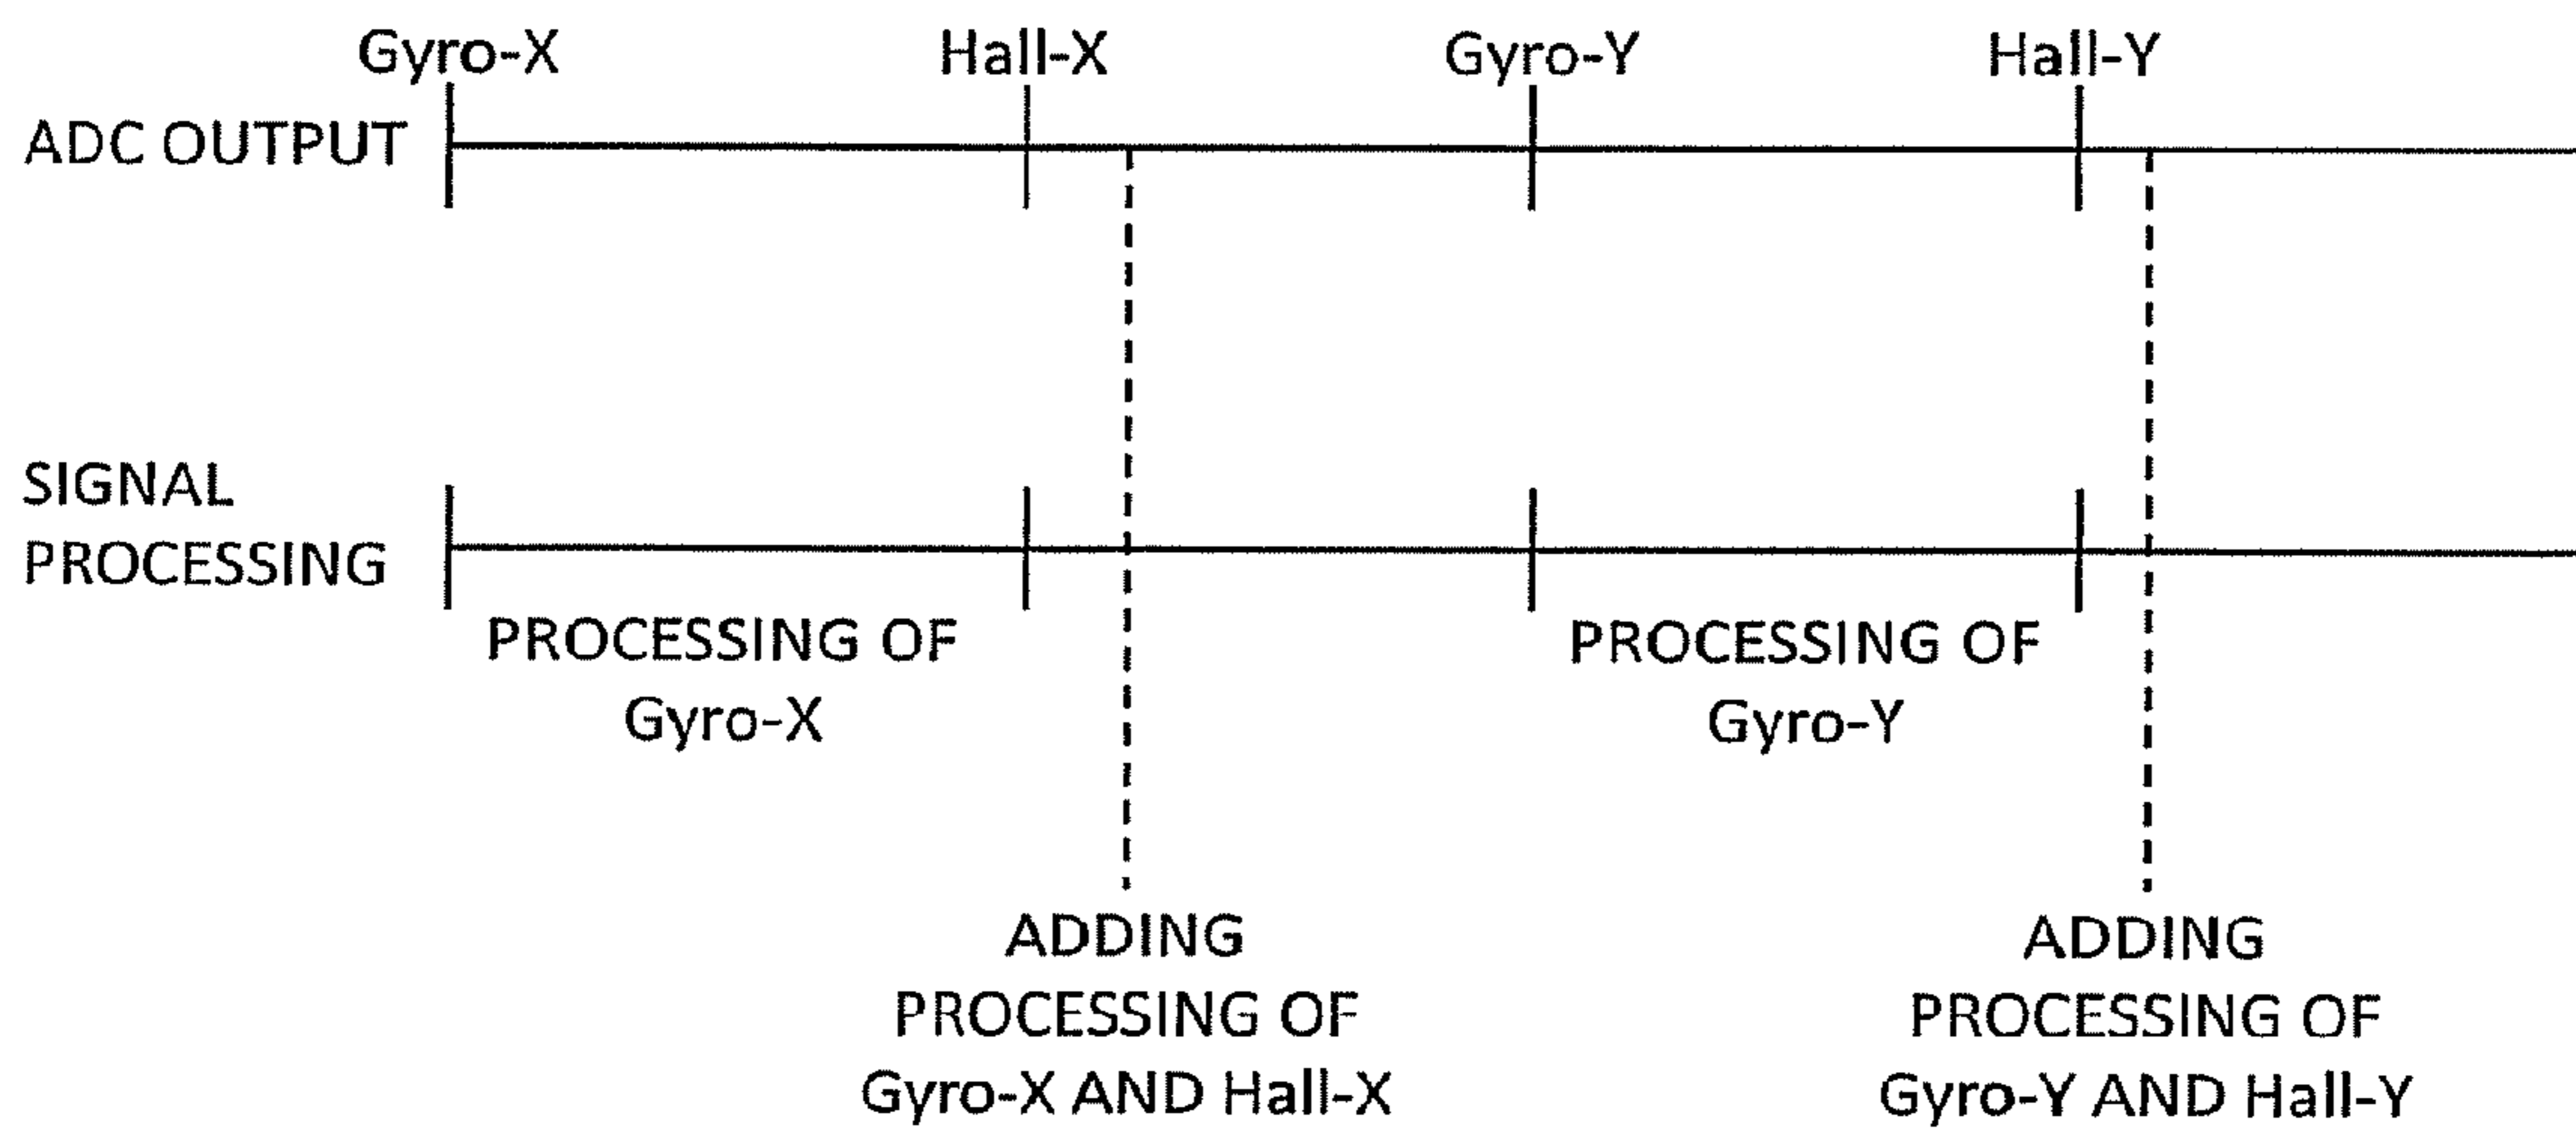 Gyro-X Hall-X Gyro-Y Hall-Y
ADC OUTPUT
SIGNAL
PROCESSING
PROCESSING OF
Gyro-X
PROCESSING OF
Gyro-Y
ADDING
PROCESSING OF
Gyro-X AND Hall-X
ADDING
PROCESSING OF
Gyro-Y AND Hall-Y